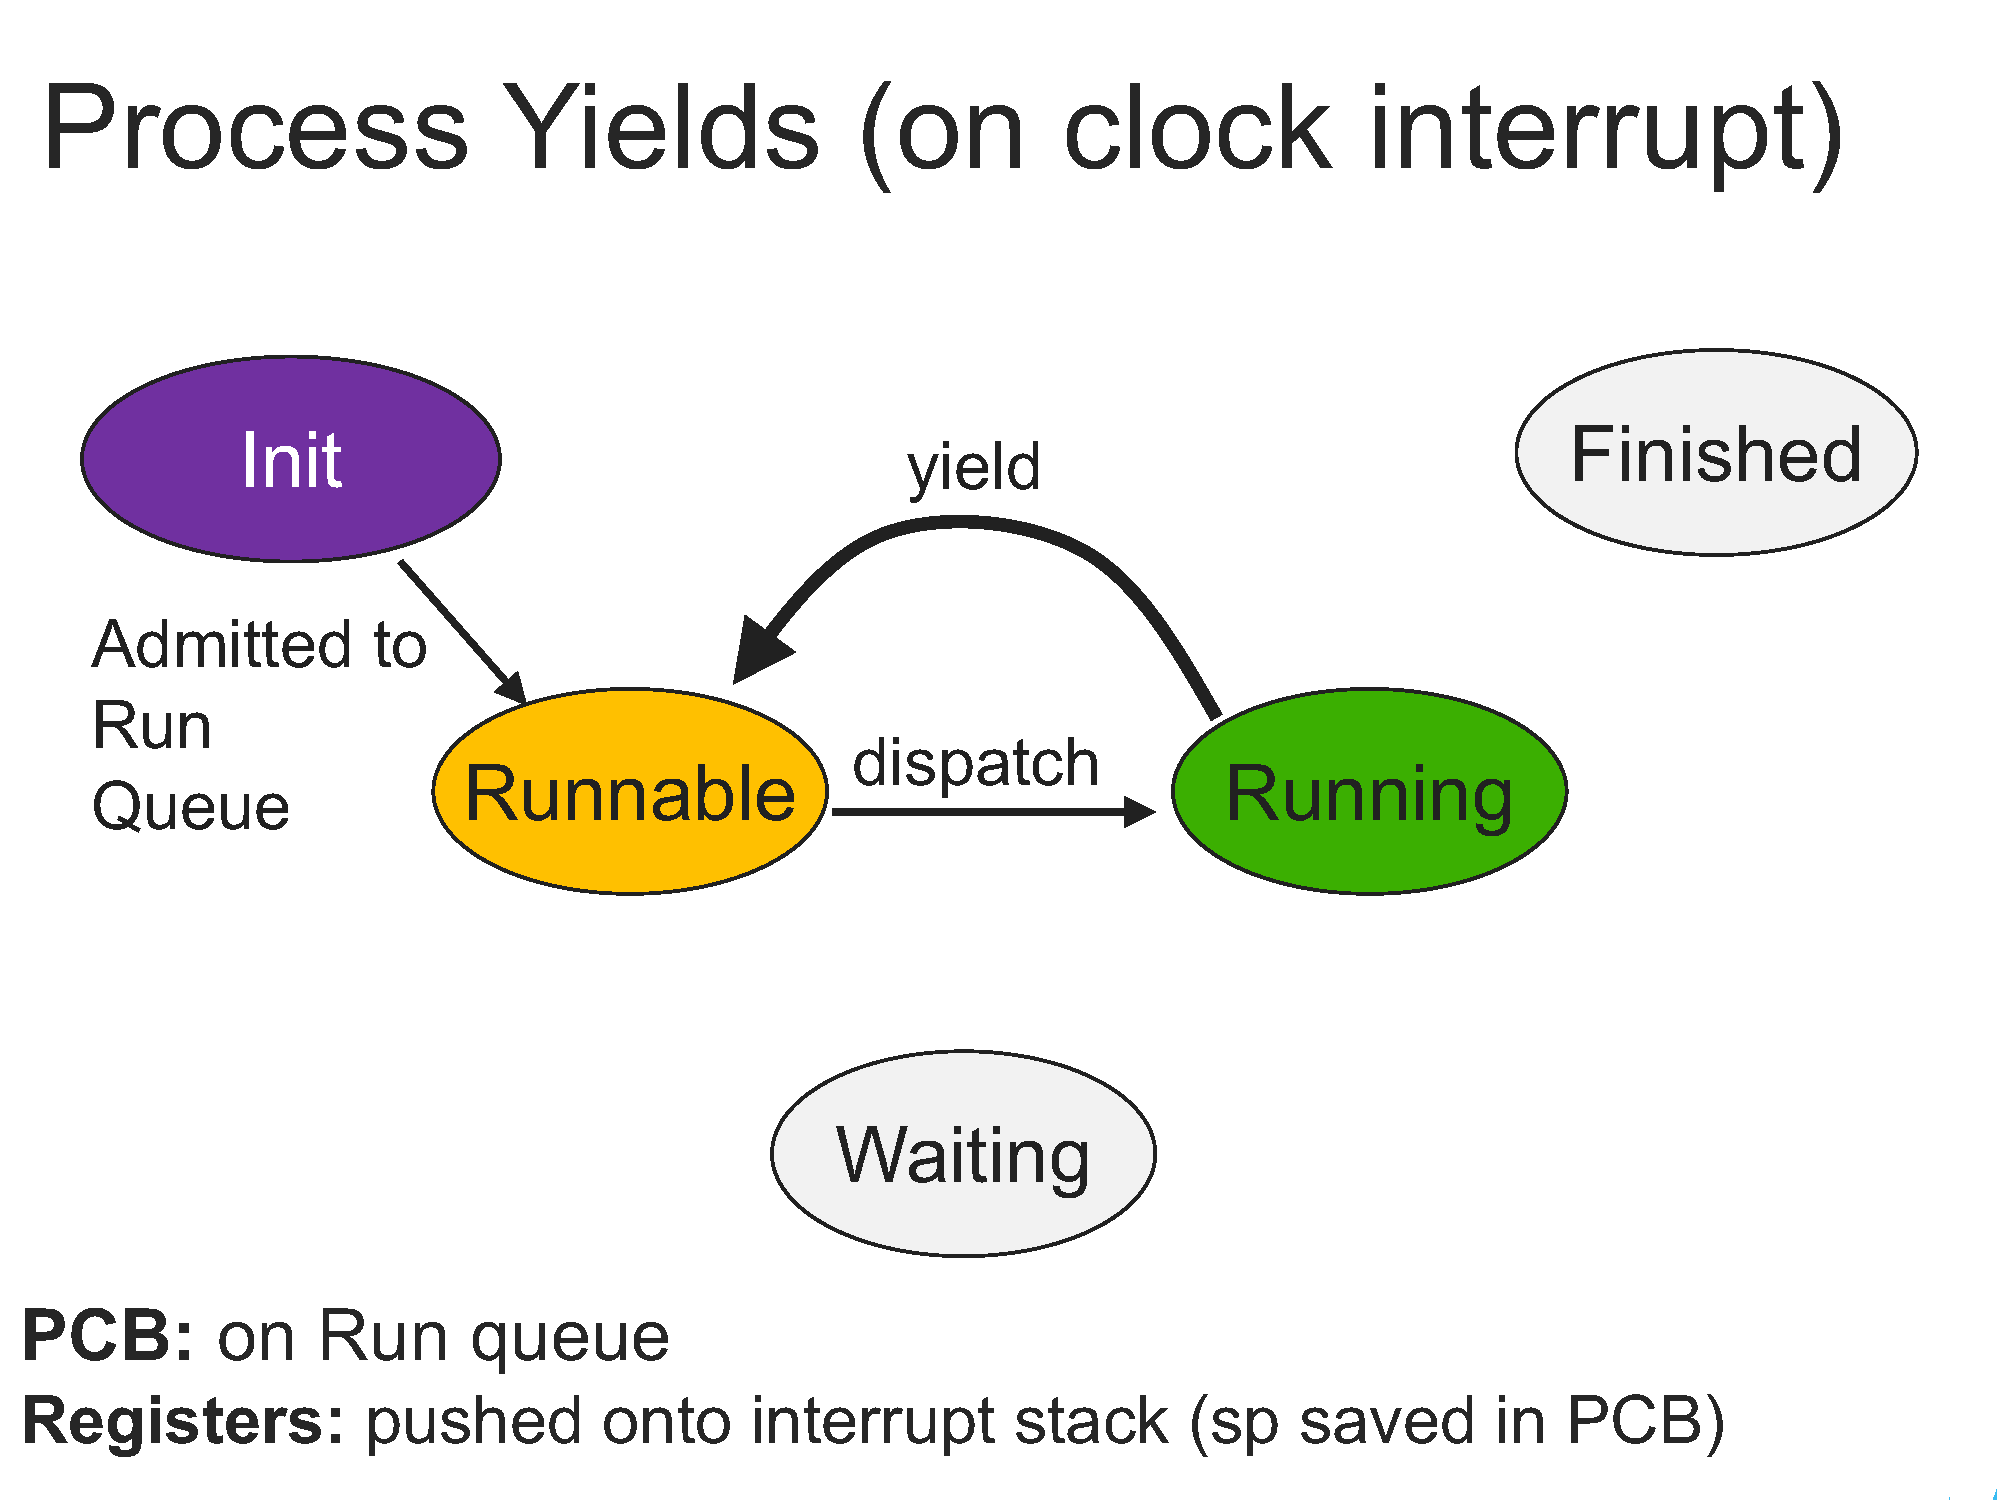 Process Yields (on clock interrupt)
Init
Finished
yield
Admitted to
Run
Queue
Runnable
dispatch
Running
Waiting
PCB: on Run queue
Registers: pushed onto interrupt stack (sp saved in PCB)